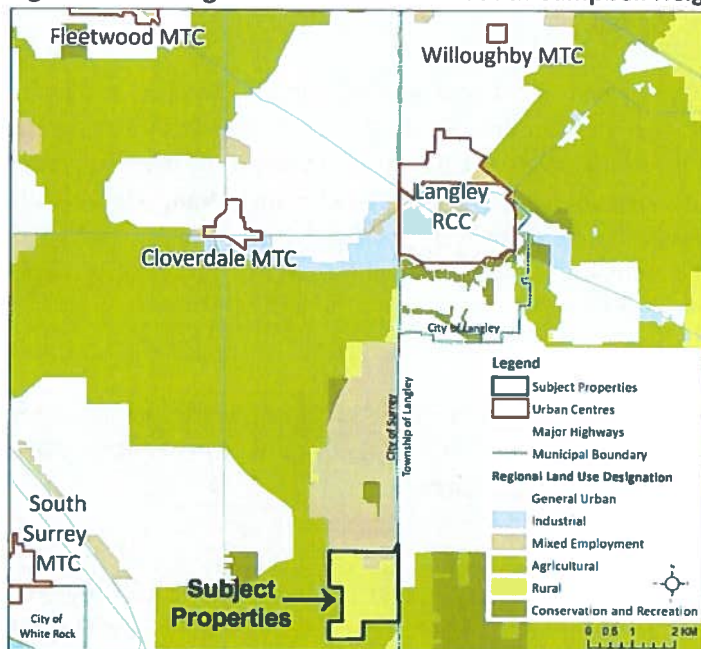 Fleetwood MTC
Willoughby MTC
Langley
RCC
Cloverdale MTC
City of Langley
City of Surrey
Township of Langley
South
Surrey
MTC
City of
White Rock
Subject
Properties
Legend
Subject Properties
Urban Centres
Major Highways
Municipal Boundary
Regional Land Use Designation
General Urban
Industrial
Mixed Employment
Agricultural
Rural
Conservation and Recreation
0 0.5 1 2 KM